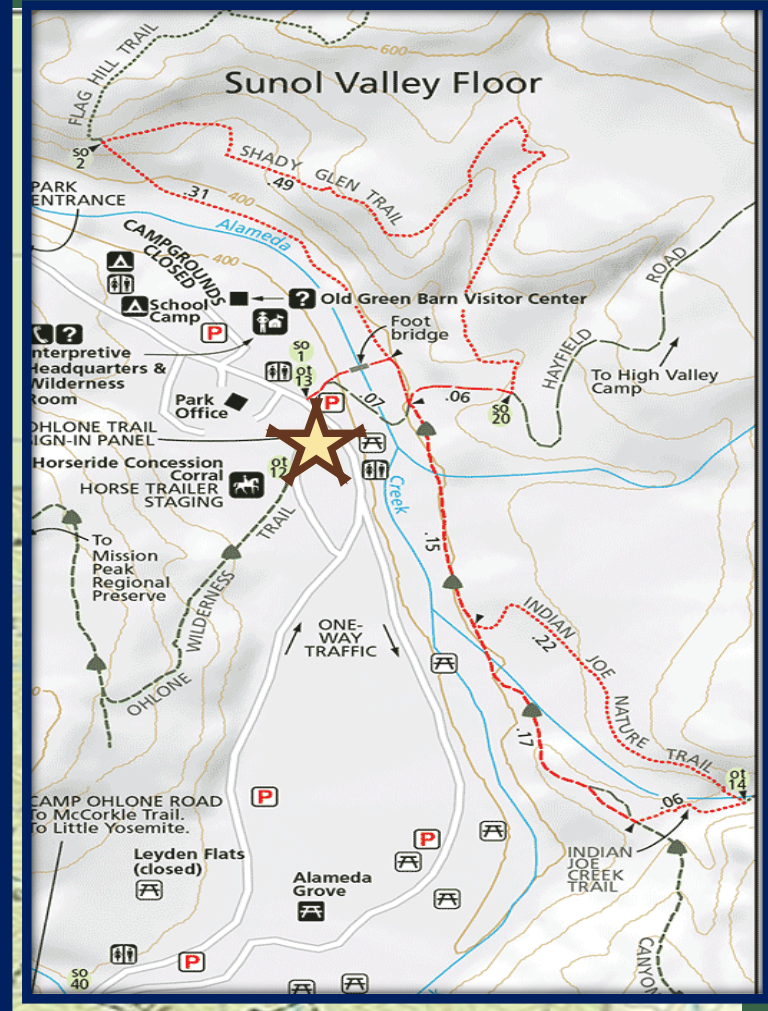 600
FLAG HILL TRAIL
Sunol Valley Floor
so
2
SHADY GLEN TRAIL
.49
PARK
ENTRANCE
.31
400
Alameda
CAMPGROUNDS
CLOSED
400
School
Camp
?
Old Green Barn Visitor Center
P
Foot
bridge
HAYFIELD ROAD
?
nterpretive
Headquarters &
Wilderness
Room
so
1
ot
13
To High Valley
Camp
Park
Office
P
.07
.06
so
20
OHLONE TRAIL
SIGN-IN PANEL
Horseride Concession
Corral
HORSE TRAILER
STAGING
ot
12
Creek
To
Mission
Peak
Regional
Preserve
OHLONE WILDERNESS TRAIL
.15
ONE-
WAY
TRAFFIC
INDIAN JOE NATURE TRAIL
.22
.17
ot
14
P
CAMP OHLONE ROAD
To McCorkle Trail.
To Little Yosemite.
.06
Leyden Flats
(closed)
P
INDIAN
JOE
CREEK
TRAIL
Alameda
Grove
CANYON
P
so
40